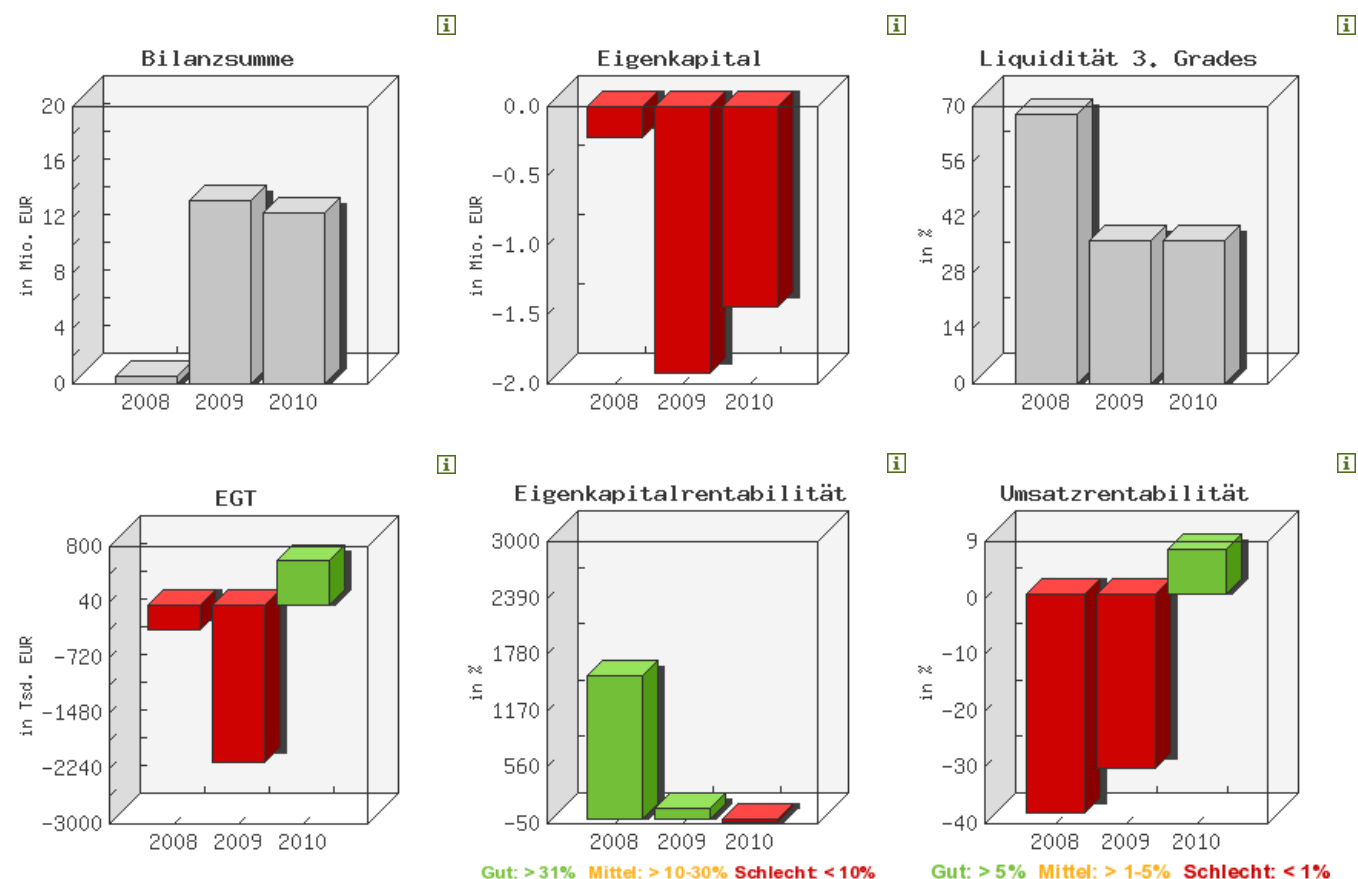 Bilanzsumme
in Mio. EUR
20
16
12
8
4
0
2008 2009 2010
Eigenkapital
in Mio. EUR
0.0
-0.5
-1.0
-1.5
-2.0
2008 2009 2010
Liquidität 3. Grades
in %
70
56
42
28
14
0
2008 2009 2010
EGT
in Tsd. EUR
800
40
-720
-1480
-2240
-3000
2008 2009 2010
Eigenkapitalrentabilität
in %
3000
2390
1780
1170
560
-50
2008 2009 2010
Gut: > 31% Mittel: > 10-30% Schlecht: < 10%
Umsatzrentabilität
in %
9
0
-10
-20
-30
-40
2008 2009 2010
Gut: > 5% Mittel: > 1-5% Schlecht: < 1%